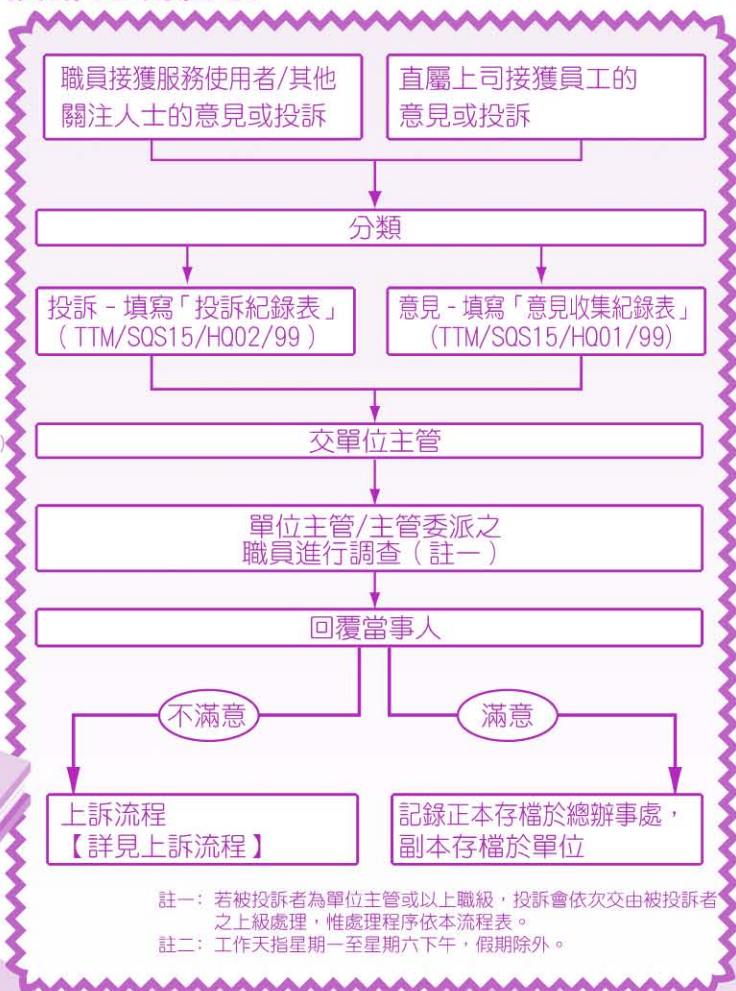 職員接獲服務使用者/其他
關注人士的意見或投訴
直屬上司接獲員工的
意見或投訴
分類
投訴 - 填寫「投訴紀錄表」
( TTM/SQS15/HQ02/99 )
意見 - 填寫「意見收集紀錄表」
(TTM/SQS15/HQ01/99)
交單位主管
單位主管/主管委派之
職員進行調查(註一)
回覆當事人
不滿意
滿意
上訴流程
【詳見上訴流程】
記錄正本存檔於總辦事處,
副本存檔於單位
註一: 若被投訴者為單位主管或以上職級,投訴會依次交由被投訴者
之上級處理,惟處理程序依本流程表。
註二: 工作天指星期一至星期六下午,假期除外。